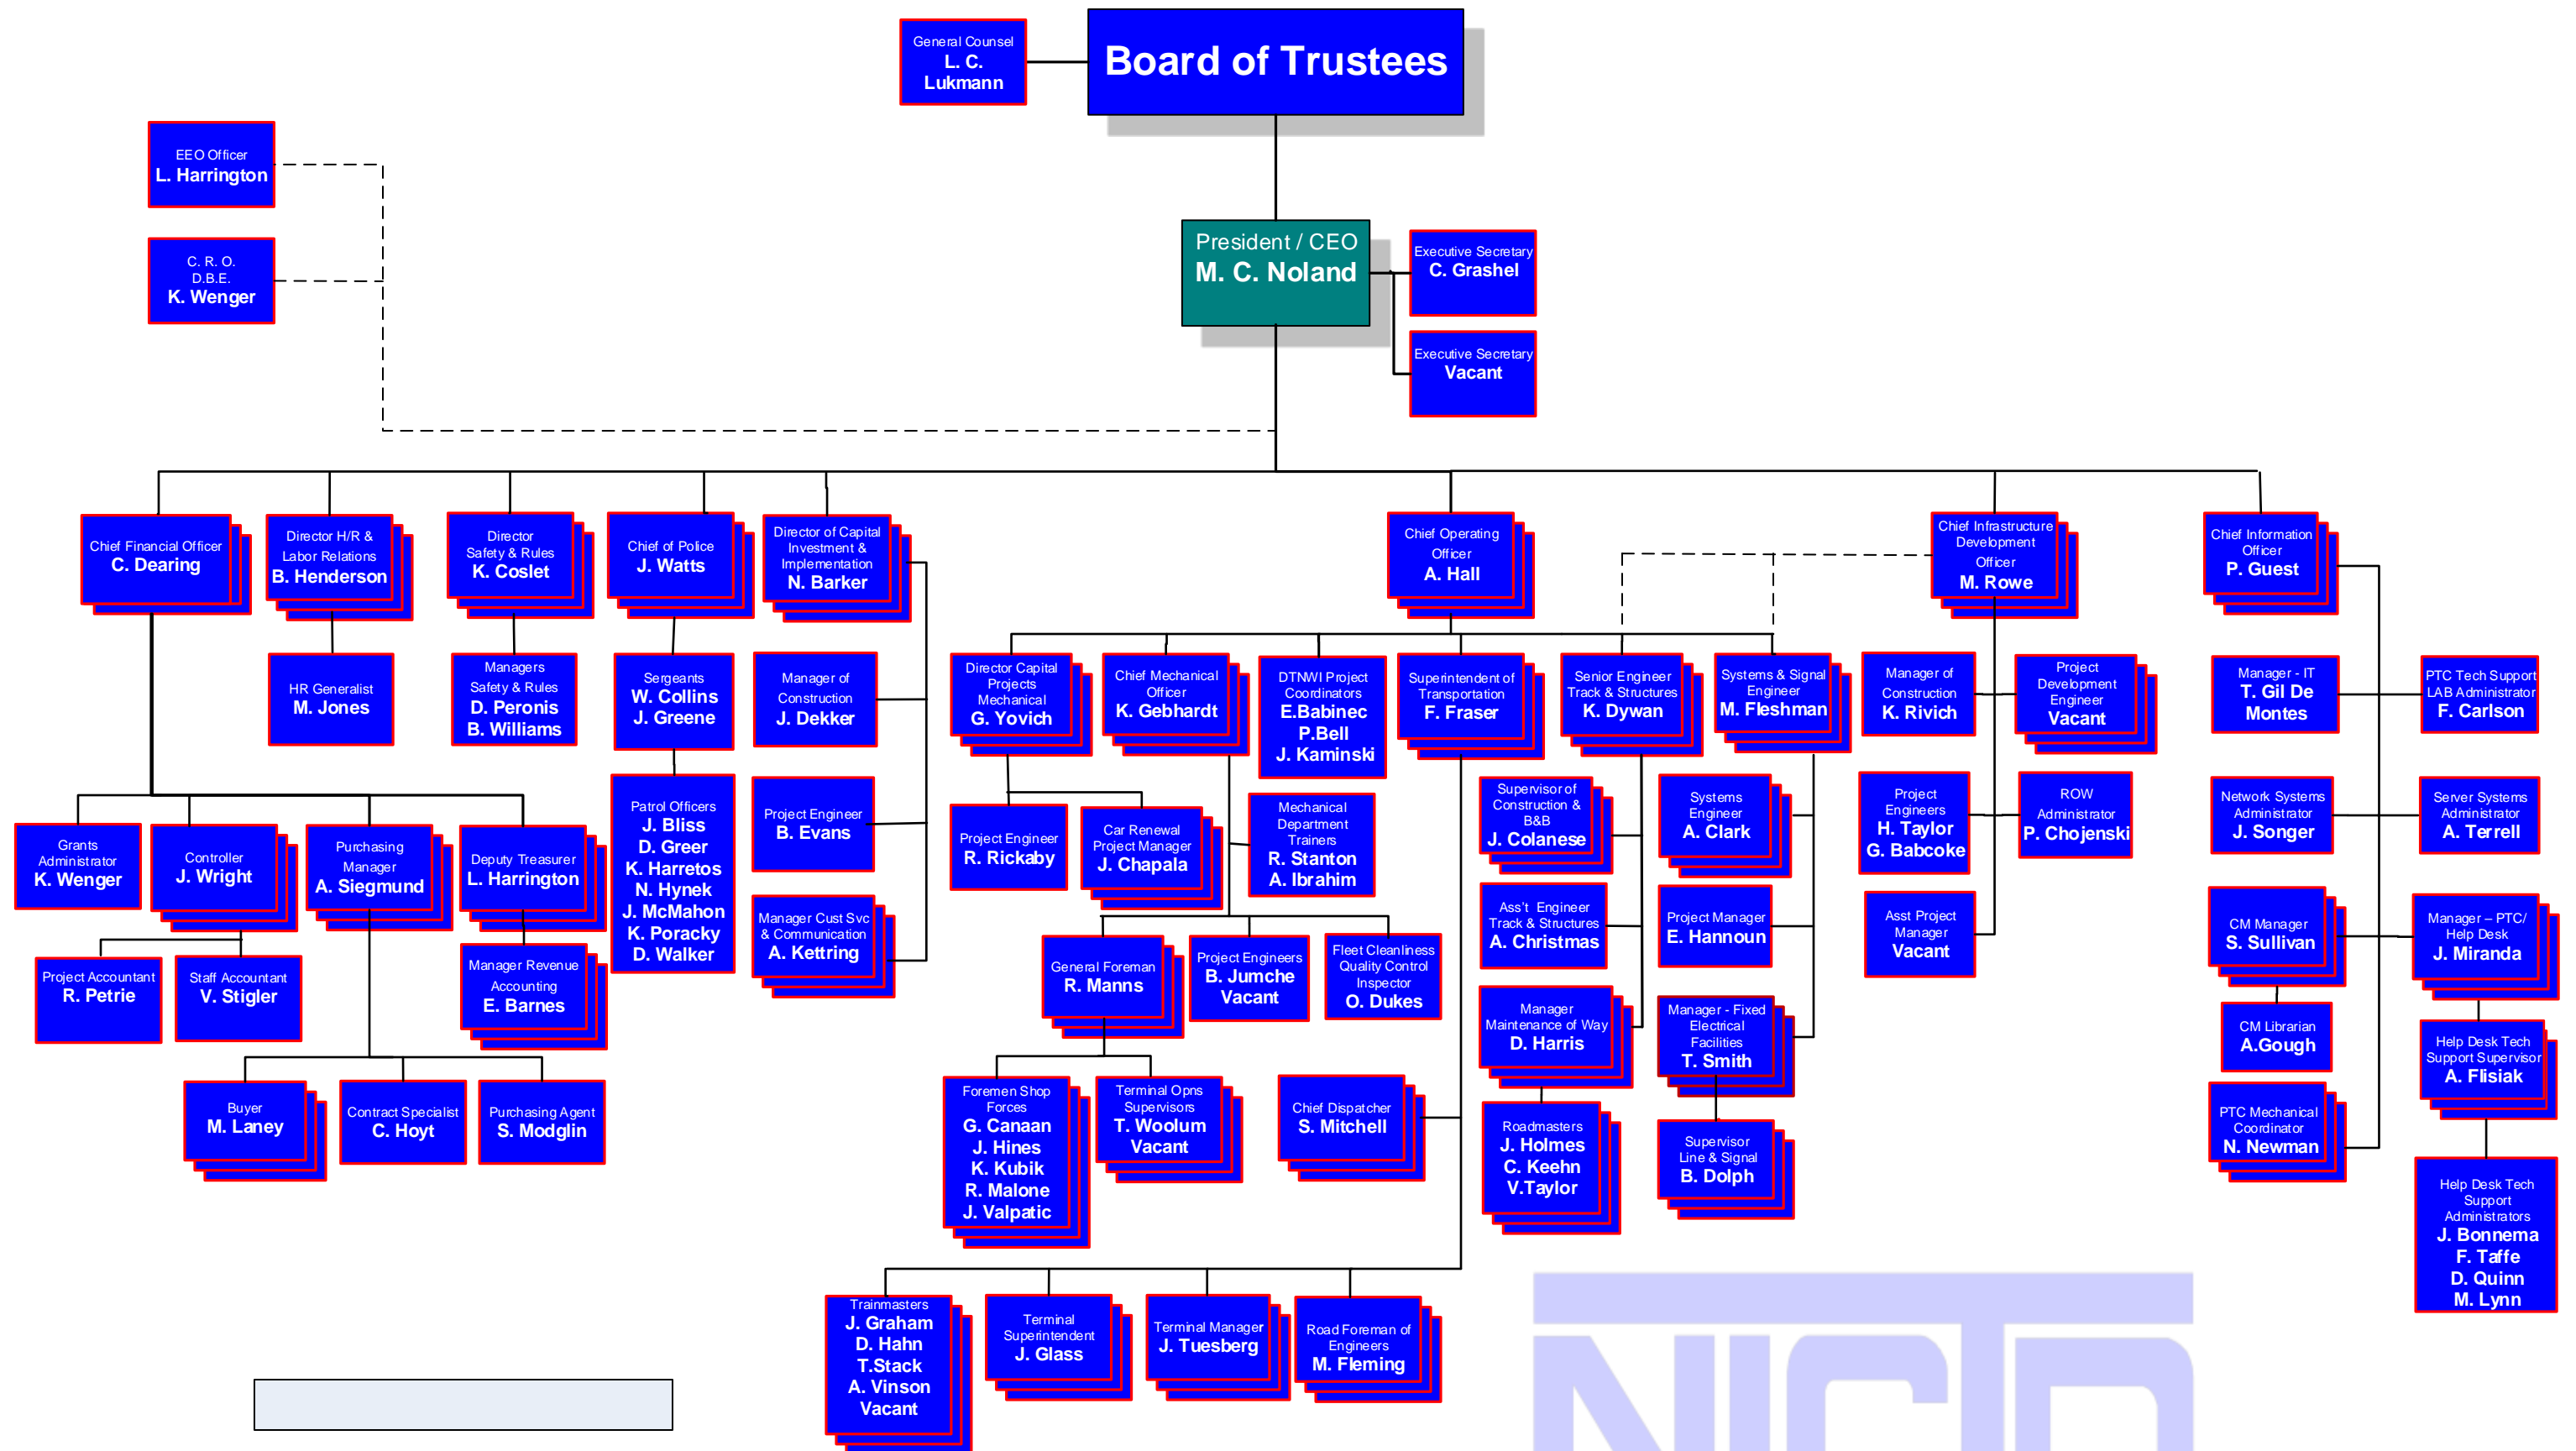 General Counsel
L. C.
Lukmann
Board of Trustees
EEO Officer
L. Harrington
C. R. O.
D.B.E.
K. Wenger
President / CEO
M. C. Noland
Executive Secretary
C. Grashel
Executive Secretary
Vacant
Chief Financial Officer
C. Dearing
Director H/R &
Labor Relations
B. Henderson
Director
Safety & Rules
K. Coslet
Chief of Police
J. Watts
Director of Capital
Investment &
Implementation
N. Barker
Chief Operating
Officer
A. Hall
Chief Infrastructure
Development
Officer
M. Rowe
Chief Information
Officer
P. Guest
HR Generalist
M. Jones
Managers
Safety & Rules
D. Peronis
B. Williams
Sergeants
W. Collins
J. Greene
Manager of
Construction
J. Dekker
Director Capital
Projects
Mechanical
G. Yovich
Chief Mechanical
Officer
K. Gebhardt
DTNWI Project
Coordinators
E.Babinec
P.Bell
J. Kaminski
Superintendent of
Transportation
F. Fraser
Senior Engineer
Track & Structures
K. Dywan
Systems & Signal
Engineer
M. Fleshman
Manager of
Construction
K. Rivich
Project
Development
Engineer
Vacant
Manager - IT
T. Gil De
Montes
PTC Tech Support
LAB Administrator
F. Carlson
Grants
Administrator
K. Wenger
Controller
J. Wright
Purchasing
Manager
A. Siegmund
Deputy Treasurer
L. Harrington
Patrol Officers
J. Bliss
D. Greer
K. Harretos
N. Hynek
J. McMahon
K. Poracky
D. Walker
Project Engineer
B. Evans
Project Engineer
R. Rickaby
Car Renewal
Project Manager
J. Chapala
Mechanical
Department
Trainers
R. Stanton
A. Ibrahim
Supervisor of
Construction &
B&B
J. Colanese
Systems
Engineer
A. Clark
Project
Engineers
H. Taylor
G. Babcoke
ROW
Administrator
P. Chojenski
Network Systems
Administrator
J. Songer
Server Systems
Administrator
A. Terrell
Project Accountant
R. Petrie
Staff Accountant
V. Stigler
Manager Revenue
Accounting
E. Barnes
Manager Cust Svc
& Communication
A. Kettring
General Foreman
R. Manns
Project Engineers
B. Jumche
Vacant
Fleet Cleanliness
Quality Control
Inspector
O. Dukes
Ass't Engineer
Track & Structures
A. Christmas
Project Manager
E. Hannoun
Asst Project
Manager
Vacant
CM Manager
S. Sullivan
Manager – PTC/
Help Desk
J. Miranda
Manager
Maintenance of Way
D. Harris
Manager - Fixed
Electrical
Facilities
T. Smith
CM Librarian
A.Gough
Help Desk Tech
Support Supervisor
A. Flisiak
Buyer
M. Laney
Contract Specialist
C. Hoyt
Purchasing Agent
S. Modglin
Foremen Shop
Forces
G. Canaan
J. Hines
K. Kubik
R. Malone
J. Valpatic
Terminal Opns
Supervisors
T. Woolum
Vacant
Chief Dispatcher
S. Mitchell
Roadmasters
J. Holmes
C. Keehn
V.Taylor
Supervisor
Line & Signal
B. Dolph
PTC Mechanical
Coordinator
N. Newman
Help Desk Tech
Support
Administrators
J. Bonnema
F. Taffe
D. Quinn
M. Lynn
Trainmasters
J. Graham
D. Hahn
T.Stack
A. Vinson
Vacant
Terminal
Superintendent
J. Glass
Terminal Manager
J. Tuesberg
Road Foreman of
Engineers
M. Fleming
NICTD